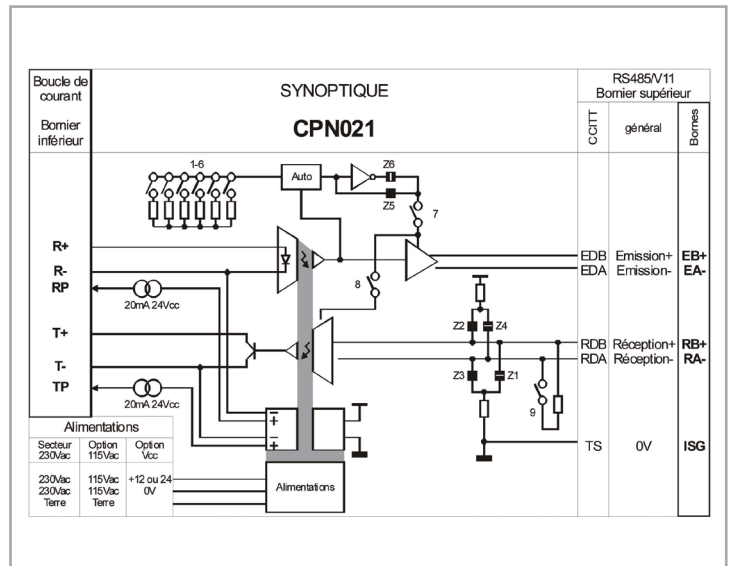 Boucle de
courant
Bornier
inférieur
SYNOPTIQUE
CPN021
RS485/V11
Bornier supérieur
CCITT
général
Bornes
1-6
Auto
Z6
Z5
7
R+
R-
RP
20mA 24Vcc
8
EDB Emission+ EB+
EDA Emission- EA-
T+
T-
TP
20mA 24Vcc
Z2 Z4
Z3 Z1
9
RDB Réception+ RB+
RDA Réception- RA-
TS 0V ISG
-
+
-
+
Alimentations
Alimentations
Secteur Option Option
230Vac 115Vac Vcc
230Vac 115Vac +12 ou 24
230Vac 115Vac 0V
Terre Terre